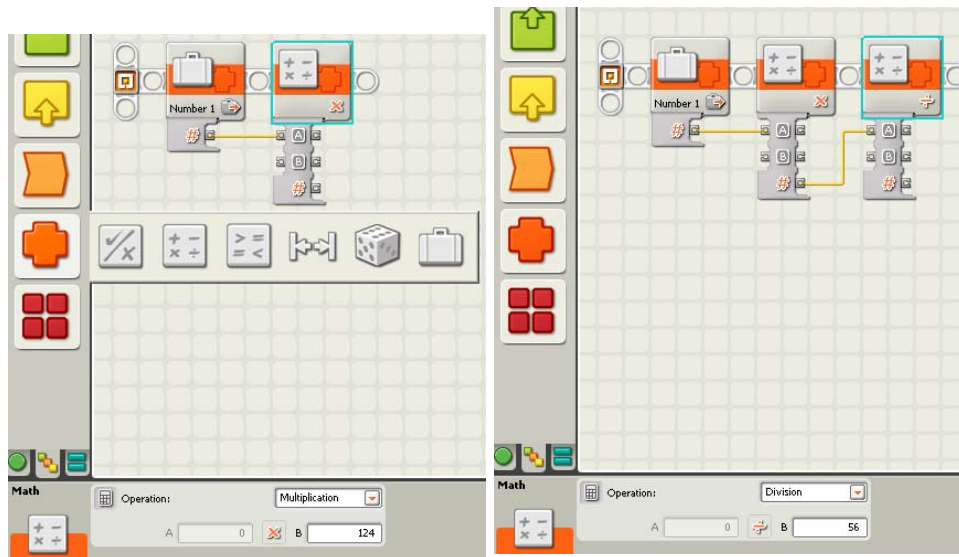 Number 1
#
A
B
#
Math
Operation: Multiplication
A 0 B 124
Number 1
#
A
B
#
A
B
#
Math
Operation: Division
A 0 B 56